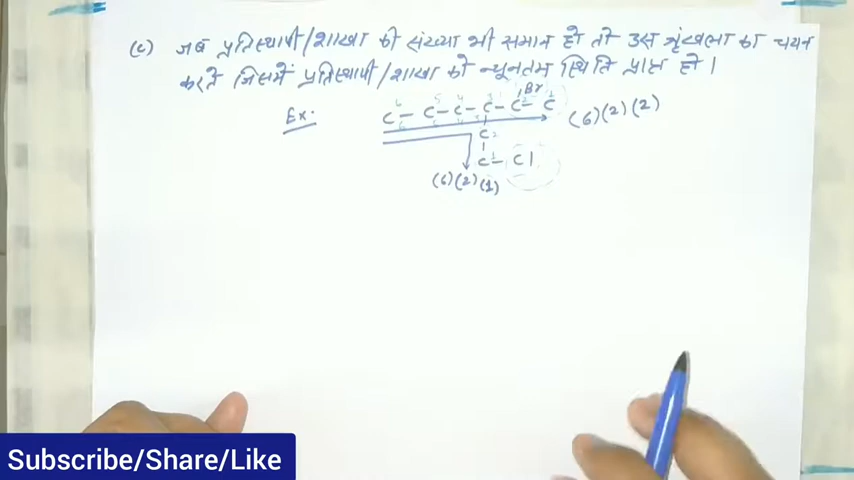 (c) जब प्रतिस्थापी/शाखा की संख्या भी समान हो तो उस श्रृंखला का चयन
करते जिसमें प्रतिस्थापी/शाखा को न्यूनतम स्थिति प्राप्त हो।
Br
Ex. C - C - C - C - C - C (6)(2)(2)
C
C - Cl
(6)(2)(1)
Subscribe/Share/Like